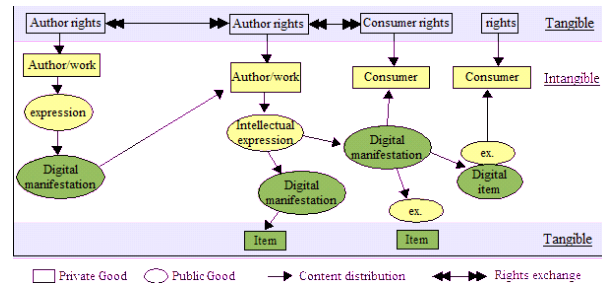 Author rights Author rights Consumer rights rights Tangible
Author/work Author/work Consumer Consumer Intangible
expression
Intellectual
expression
Digital
manifestation
Digital
manifestation
ex.
Digital
item
Digital
manifestation
ex.
Item Item Tangible
Private Good Public Good Content distribution Rights exchange